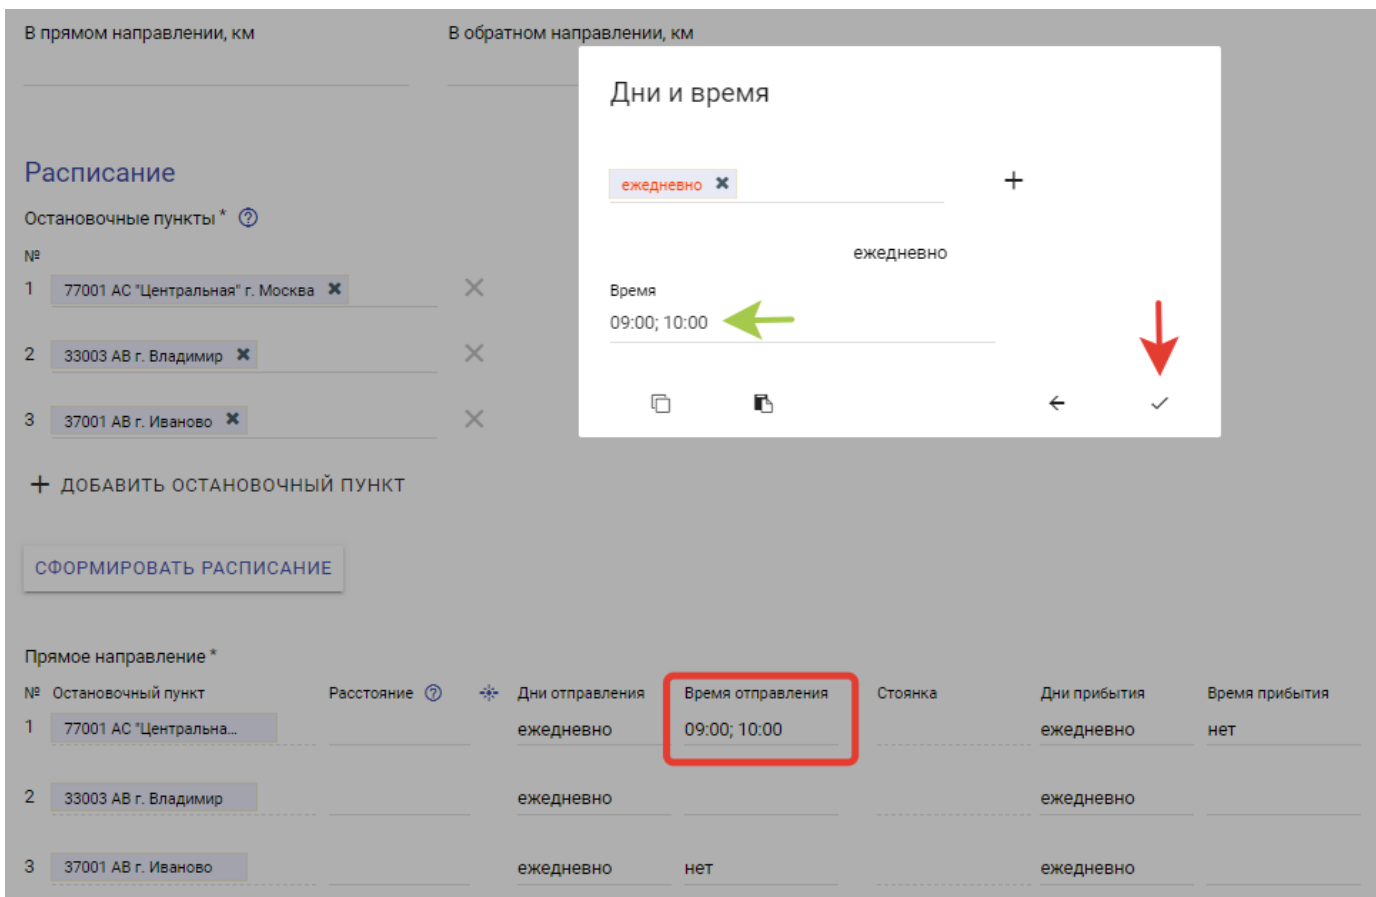 В прямом направлении, км
В обратном направлении, км
Дни и время
ежедневно
ежедневно
Время
09:00; 10:00
Расписание
Остановочные пункты *
№
1 77001 АС "Центральная" г. Москва
2 33003 АВ г. Владимир
3 37001 АВ г. Иваново
ДОБАВИТЬ ОСТАНОВОЧНЫЙ ПУНКТ
СФОРМИРОВАТЬ РАСПИСАНИЕ
Прямое направление *
№ Остановочный пункт Расстояние Дни отправления Время отправления Стоянка Дни прибытия Время прибытия
1 77001 АС "Центральна... ежедневно 09:00; 10:00 ежедневно нет
2 33003 АВ г. Владимир ежедневно ежедневно
3 37001 АВ г. Иваново ежедневно нет ежедневно